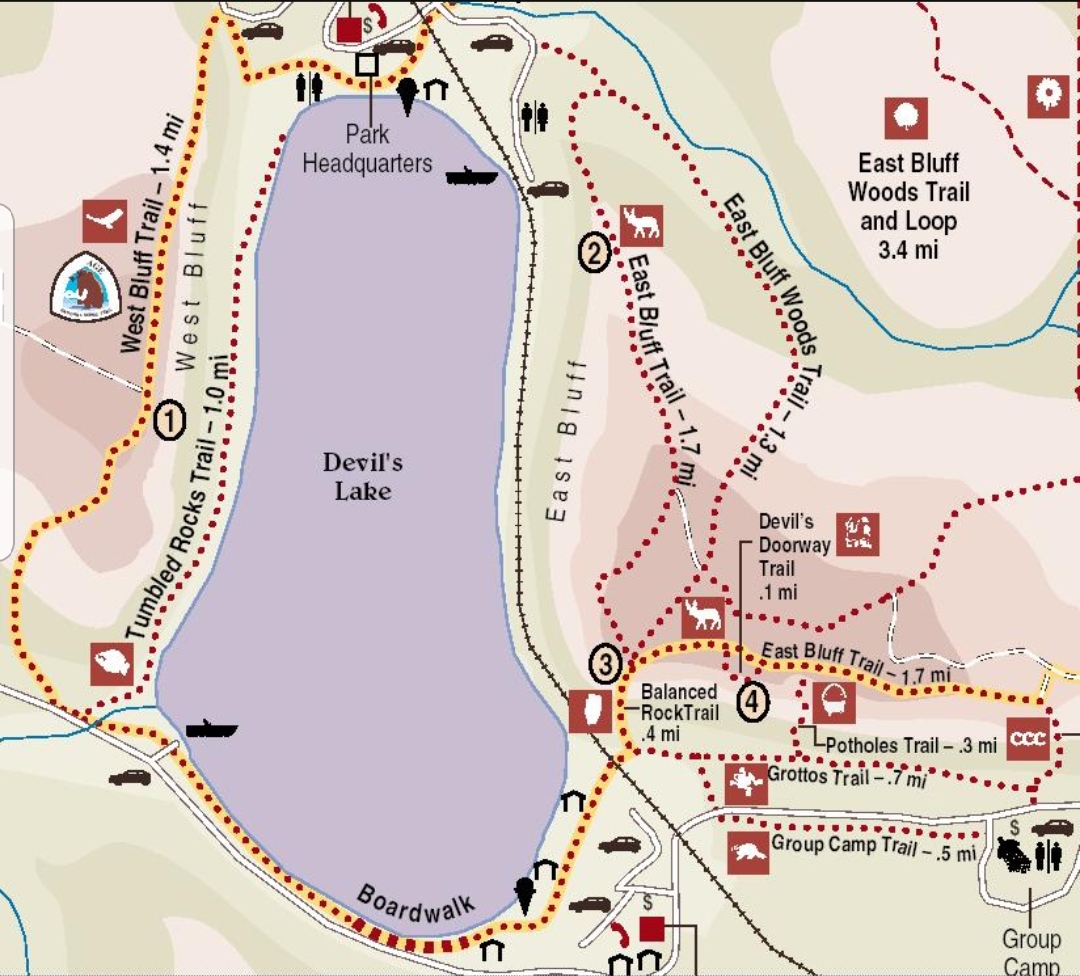 $
Park
Headquarters
West Bluff Trail – 1.4 mi
West Bluff
East Bluff
Woods Trail
and Loop
3.4 mi
East Bluff Woods Trail – 1.3 mi
2
East Bluff Trail – 1.7 mi
East Bluff
ICE AGE
1
Tumbled Rocks Trail – 1.0 mi
Devil's
Lake
Devil's
Doorway
Trail
.1 mi
3
East Bluff Trail – 1.7 mi
4
Balanced
RockTrail
.4 mi
Potholes Trail – .3 mi
CCC
Grottos Trail – .7 mi
Group Camp Trail – .5 mi
$
Boardwalk
$
Group
Camp